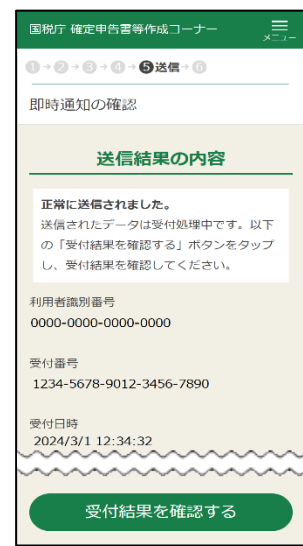 国税庁 確定申告書等作成コーナー
メニュー
1→2→3→4→5送信→6
即時通知の確認
送信結果の内容
正常に送信されました。
送信されたデータは受付処理中です。以下
の「受付結果を確認する」ボタンをタップ
し、受付結果を確認してください。
利用者識別番号
0000-0000-0000-0000
受付番号
1234-5678-9012-3456-7890
受付日時
2024/3/1 12:34:32
受付結果を確認する